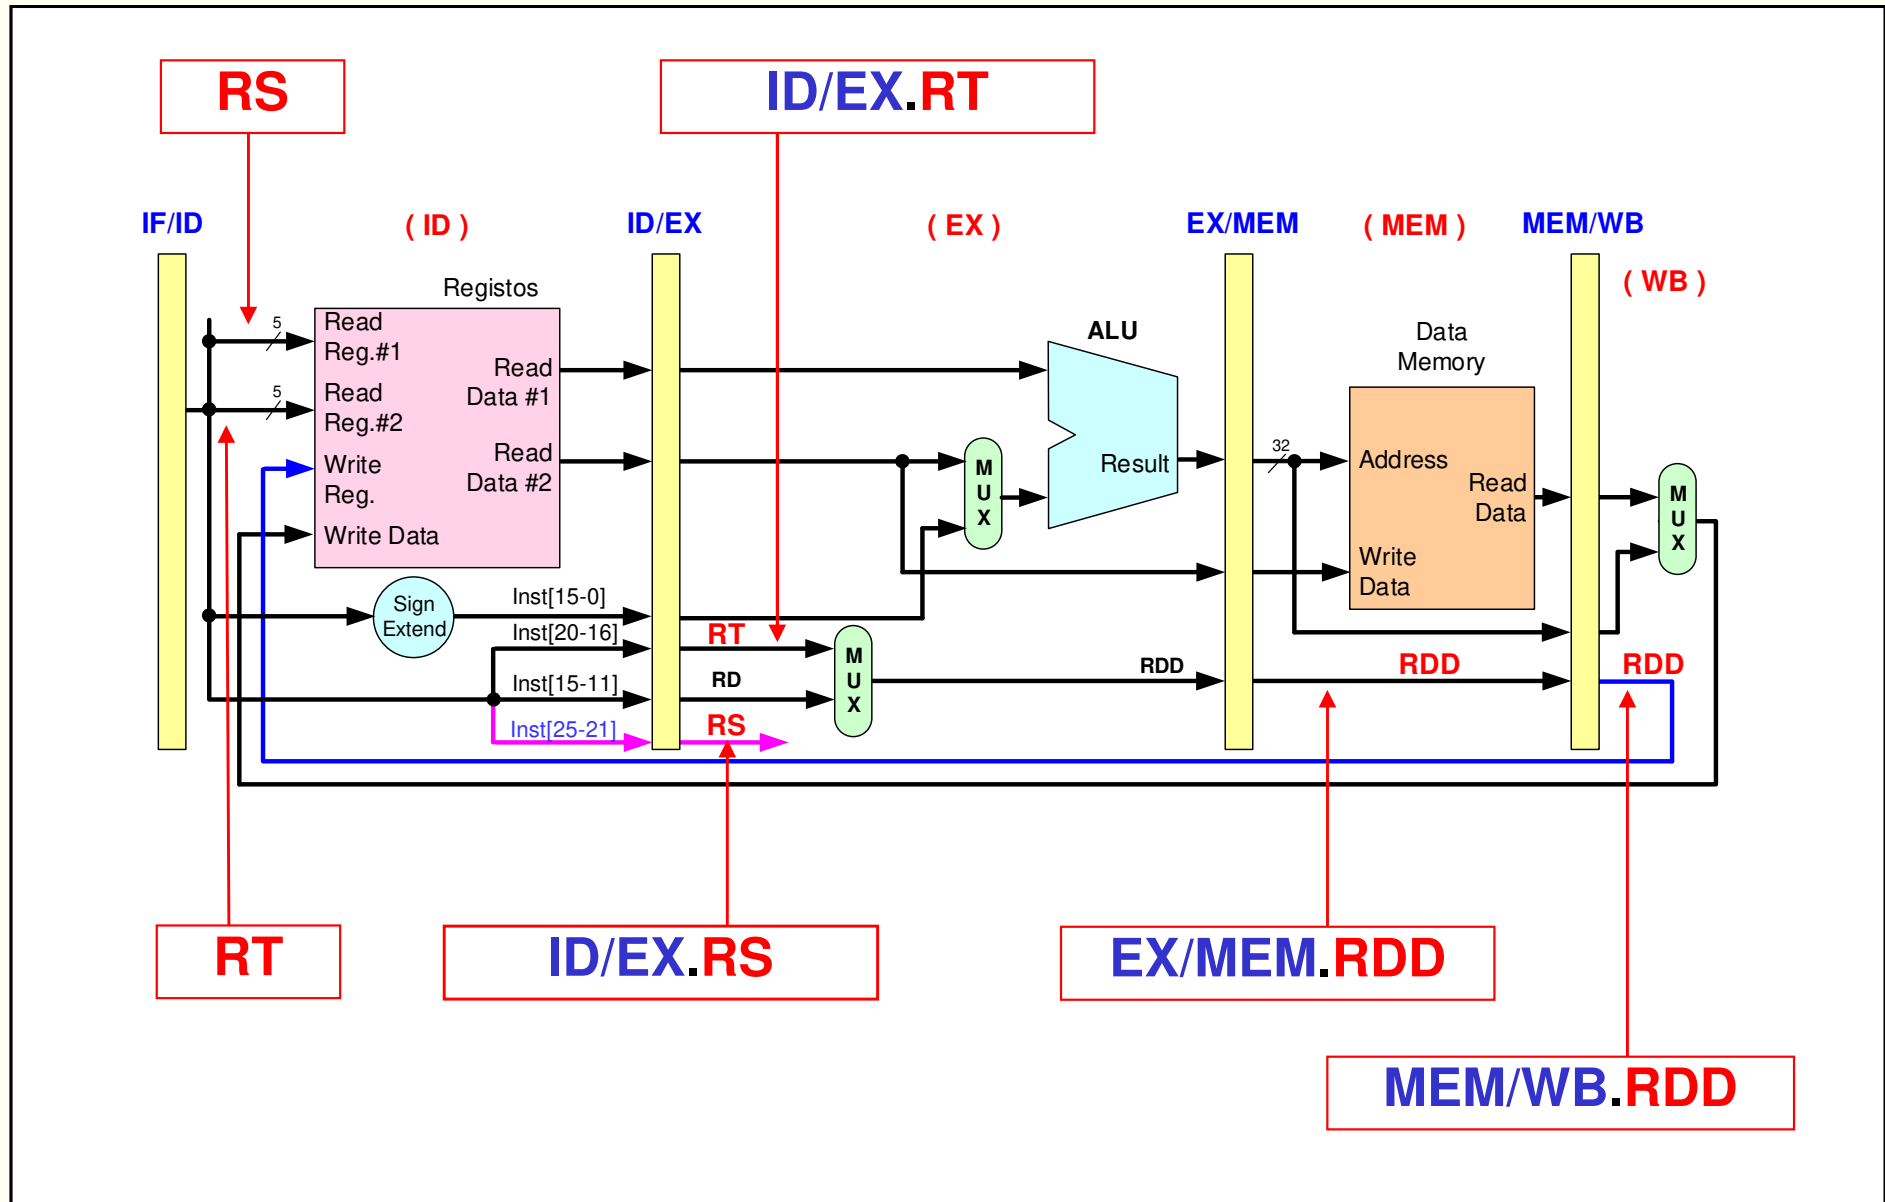 RS
ID/EX.RT
IF/ID
( ID )
ID/EX
( EX )
EX/MEM
( MEM )
MEM/WB
( WB )
Registos
Read
Reg.#1
5
Read
Reg.#2
5
Write
Reg.
Write Data
Read
Data #1
Read
Data #2
Sign
Extend
Inst[15-0]
Inst[20-16]
Inst[15-11]
Inst[25-21]
RT
RD
RS
M
U
X
M
U
X
ALU
Result
RDD
32
Data
Memory
Address
Read
Data
Write
Data
RDD
RDD
M
U
X
RT
ID/EX.RS
EX/MEM.RDD
MEM/WB.RDD